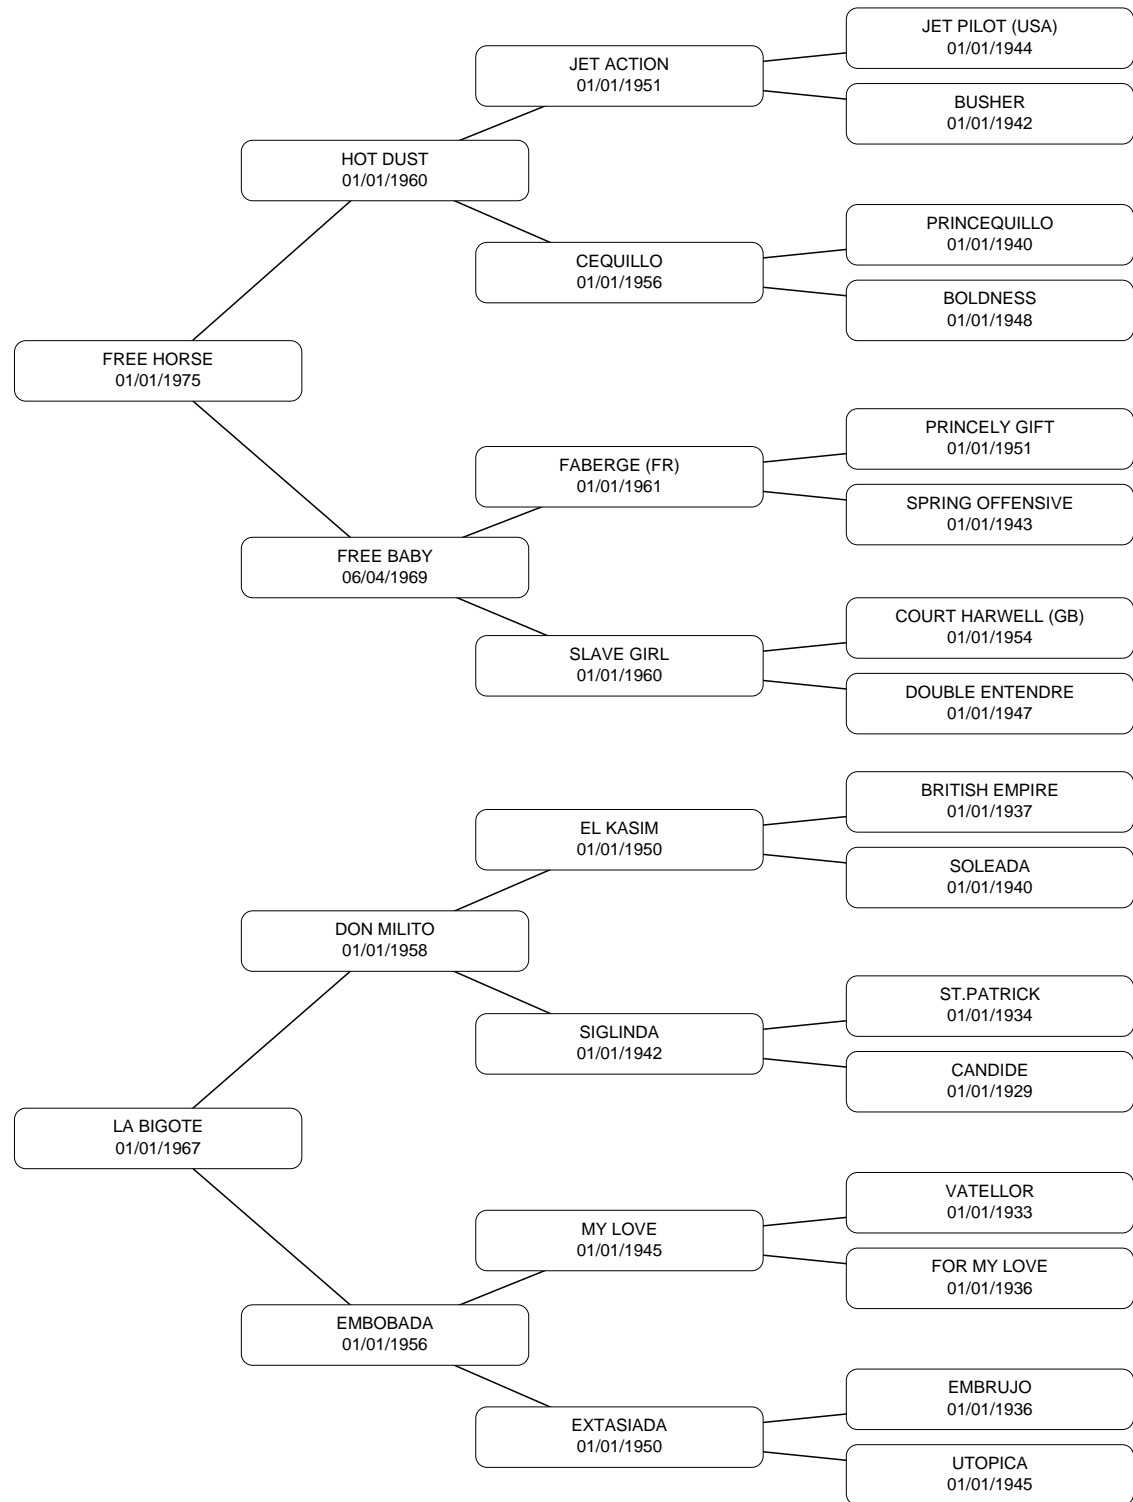 JET PILOT (USA)
01/01/1944
JET ACTION
01/01/1951
BUSHER
01/01/1942
HOT DUST
01/01/1960
PRINCEQUILLO
01/01/1940
CEQUILLO
01/01/1956
BOLDNESS
01/01/1948
FREE HORSE
01/01/1975
PRINCELY GIFT
01/01/1951
FABERGE (FR)
01/01/1961
SPRING OFFENSIVE
01/01/1943
FREE BABY
06/04/1969
COURT HARWELL (GB)
01/01/1954
SLAVE GIRL
01/01/1960
DOUBLE ENTENDRE
01/01/1947
BRITISH EMPIRE
01/01/1937
EL KASIM
01/01/1950
SOLEADA
01/01/1940
DON MILITO
01/01/1958
ST.PATRICK
01/01/1934
SIGLINDA
01/01/1942
CANDIDE
01/01/1929
LA BIGOTE
01/01/1967
VATELLOR
01/01/1933
MY LOVE
01/01/1945
FOR MY LOVE
01/01/1936
EMBOBADA
01/01/1956
EMBRUJO
01/01/1936
EXTASIADA
01/01/1950
UTOPICA
01/01/1945